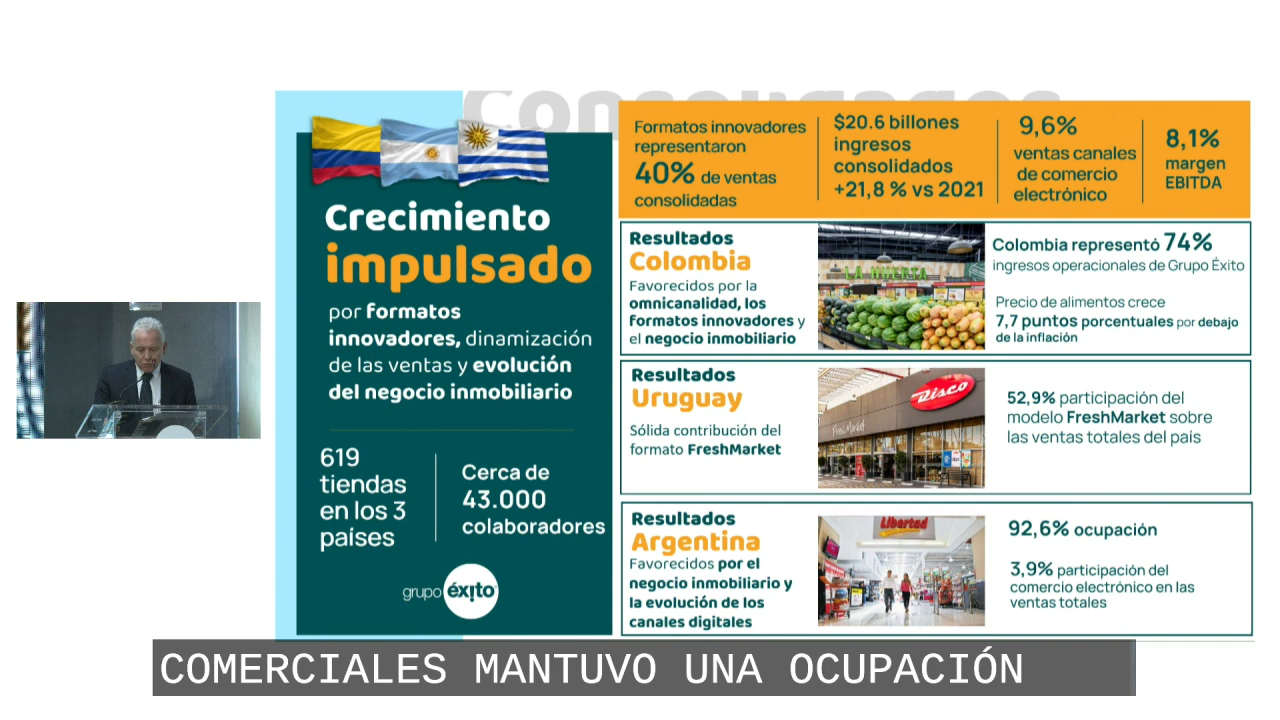 Consolidados
Crecimiento
impulsado
por formatos
innovadores, dinamización
de las ventas y evolución
del negocio inmobiliario
619
tiendas
en los 3
países
Cerca de
43.000
colaboradores
grupo éxito
Formatos innovadores
representaron
40% de ventas
consolidadas
$20.6 billones
ingresos
consolidados
+21,8 % vs 2021
9,6%
ventas canales
de comercio
electrónico
8,1%
margen
EBITDA
Resultados
Colombia
Favorecidos por la
omnicanalidad, los
formatos innovadores y
el negocio inmobiliario
LA HUERTA
Colombia representó 74%
ingresos operacionales de Grupo Éxito
Precio de alimentos crece
7,7 puntos porcentuales por debajo
de la inflación
Resultados
Uruguay
Sólida contribución del
formato FreshMarket
Disco
FreshMarket
52,9% participación del
modelo FreshMarket sobre
las ventas totales del país
Resultados
Argentina
Favorecidos por el
negocio inmobiliario y
la evolución de los
canales digitales
Libertad
92,6% ocupación
3,9% participación del
comercio electrónico en las
ventas totales
COMERCIALES MANTUVO UNA OCUPACIÓN